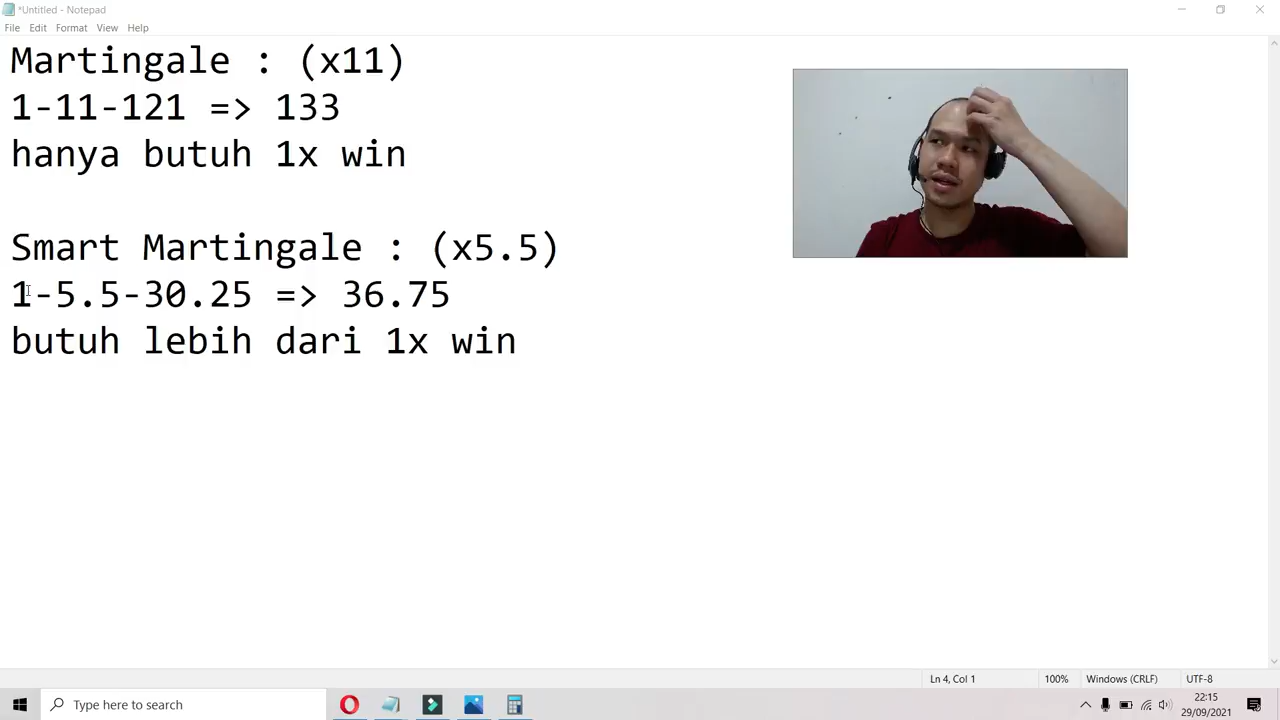 *Untitled - Notepad
File Edit Format View Help
Martingale : (x11)
1-11-121 => 133
hanya butuh 1x win
Smart Martingale : (x5.5)
1-5.5-30.25 => 36.75
butuh lebih dari 1x win
Ln 4, Col 1 100% Windows (CRLF) UTF-8
Type here to search
22:15
29/09/2021